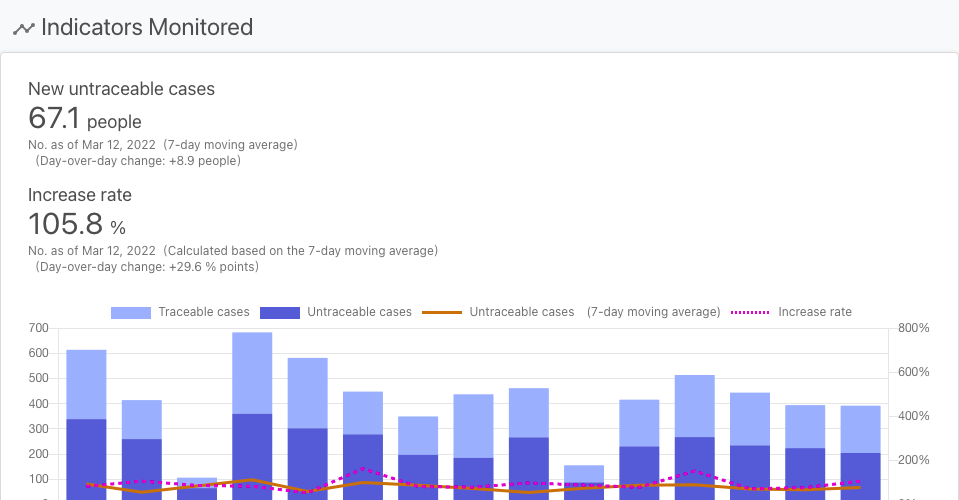 Indicators Monitored
New untraceable cases
67.1 people
No. as of Mar 12, 2022 (7-day moving average)
(Day-over-day change: +8.9 people)
Increase rate
105.8 %
No. as of Mar 12, 2022 (Calculated based on the 7-day moving average)
(Day-over-day change: +29.6 % points)
Traceable cases Untraceable cases Untraceable cases (7-day moving average) Increase rate
700 800%
600 600%
500
400 400%
300
200 200%
100